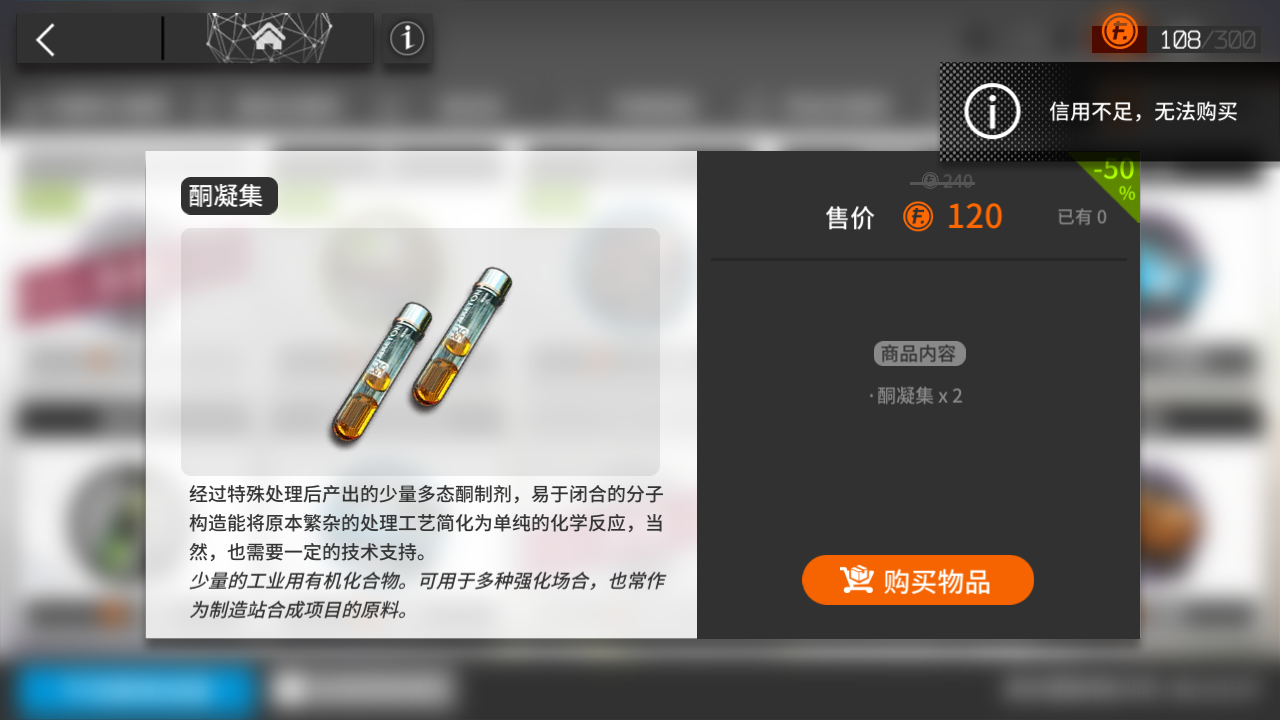 108/300
信用不足，无法购买
酮凝集
240
-50
%
售价
120
已有 0
商品内容
·酮凝集 x 2
经过特殊处理后产出的少量多态酮制剂，易于闭合的分子
构造能将原本繁杂的处理工艺简化为单纯的化学反应，当
然，也需要一定的技术支持。
少量的工业用有机化合物。可用于多种强化场合，也常作
为制造站合成项目的原料。
购买物品